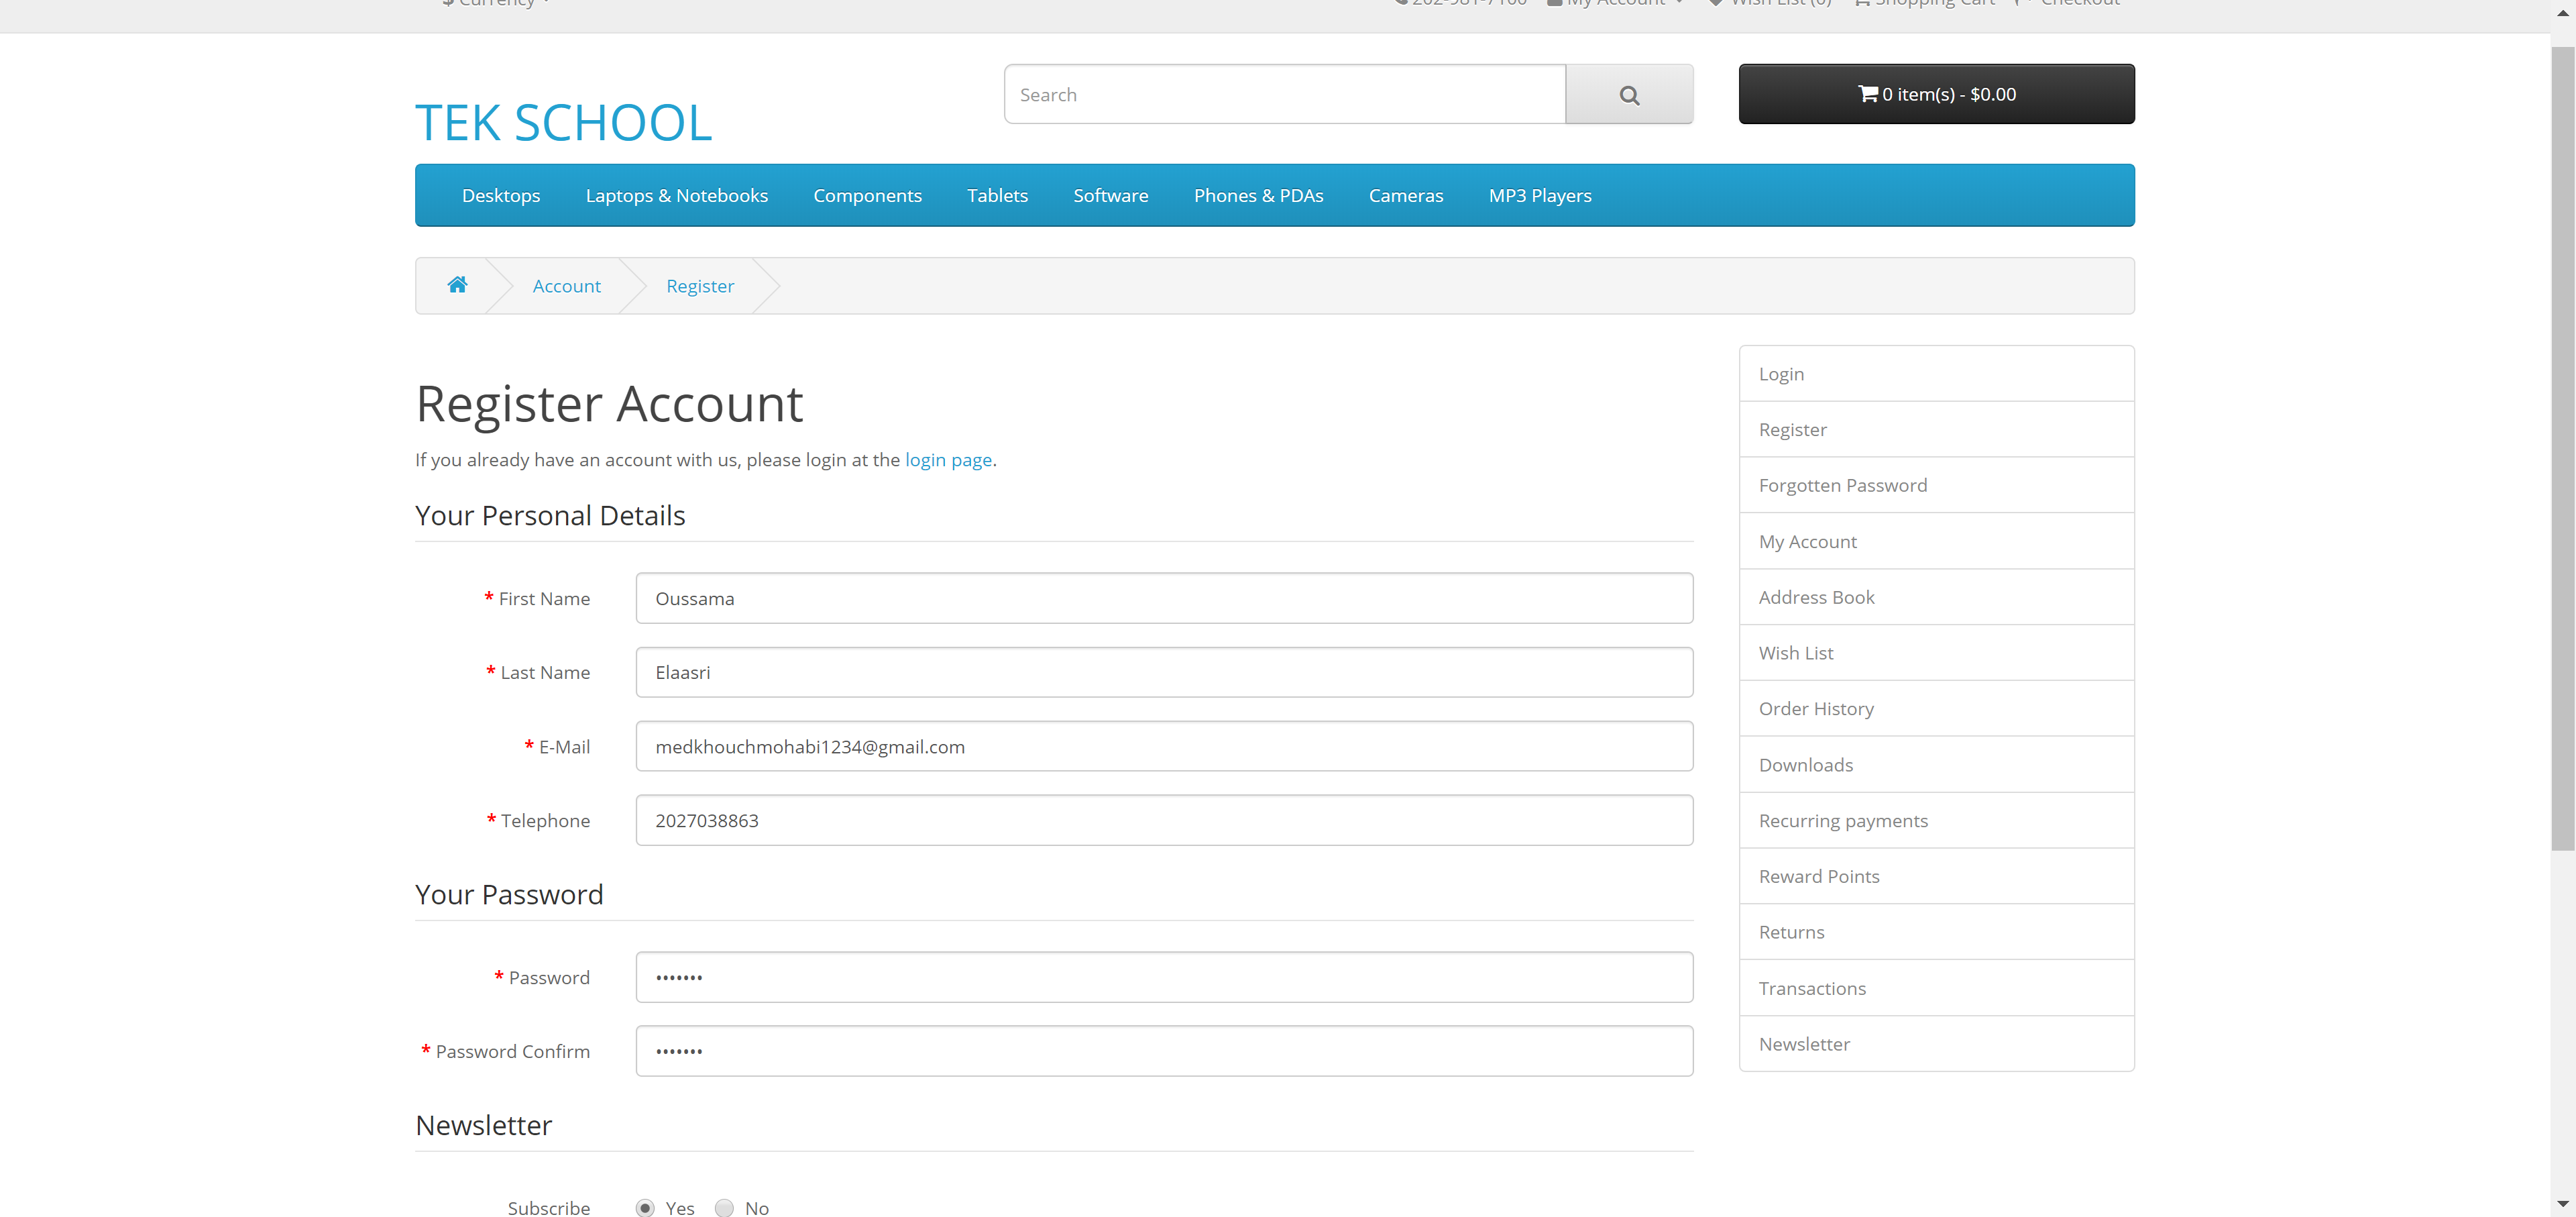 $ Currency
202-981-7100 My Account Wish List (0) Shopping Cart Checkout
TEK SCHOOL
Search
0 item(s) - $0.00
Desktops Laptops & Notebooks Components Tablets Software Phones & PDAs Cameras MP3 Players
Account Register
Register Account
If you already have an account with us, please login at the login page.
Your Personal Details
* First Name Oussama
* Last Name Elaasri
* E-Mail medkhouchmohabi1234@gmail.com
* Telephone 2027038863
Your Password
* Password •••••••
* Password Confirm •••••••
Newsletter
Subscribe Yes No
Login
Register
Forgotten Password
My Account
Address Book
Wish List
Order History
Downloads
Recurring payments
Reward Points
Returns
Transactions
Newsletter